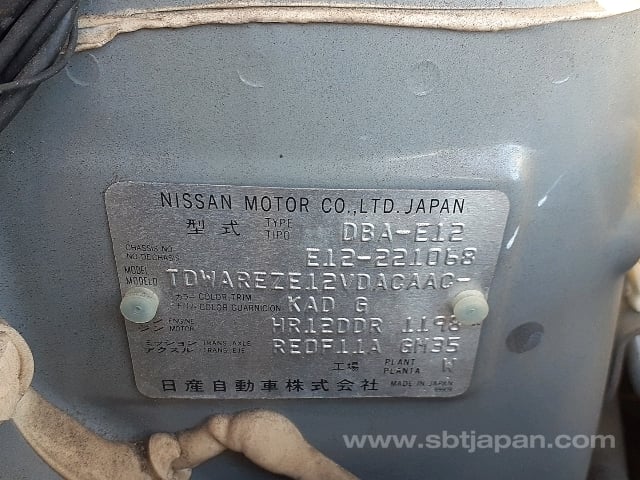 NISSAN MOTOR CO., LTD. JAPAN
型式 TYPE TIPO DBA-E12
CHASSIS NO. NO. DE CHASIS E12-221068
MODEL MODELO TDWAREZE12VDACAAC-
カラー COLOR·TRIM トリム COLOR GUARNICION KAD G
エンジン ENGINE MOTOR HR12DDR 1198
ミッション TRANS. AXLE アクスル TRANS. EJE REOF11A GH35
工場 PLANT PLANTA K
日産自動車株式会社 MADE IN JAPAN
www.sbtjapan.com